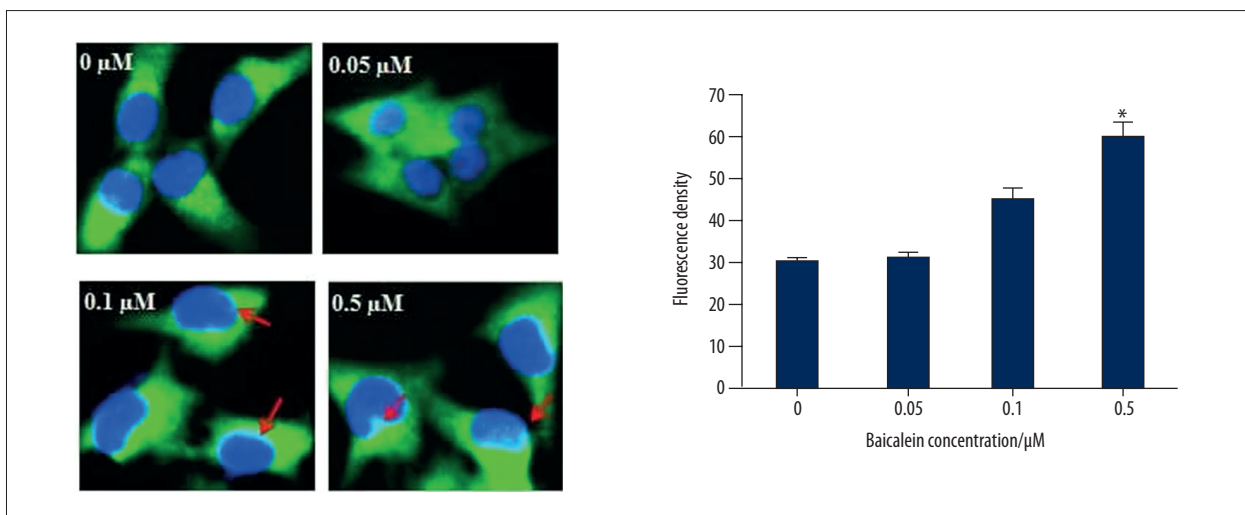 0 µM
0.05 µM
0.1 µM
0.5 µM
70
60
50
40
30
20
10
0
Fluorescence density
*
0
0.05
0.1
0.5
Baicalein concentration/µM